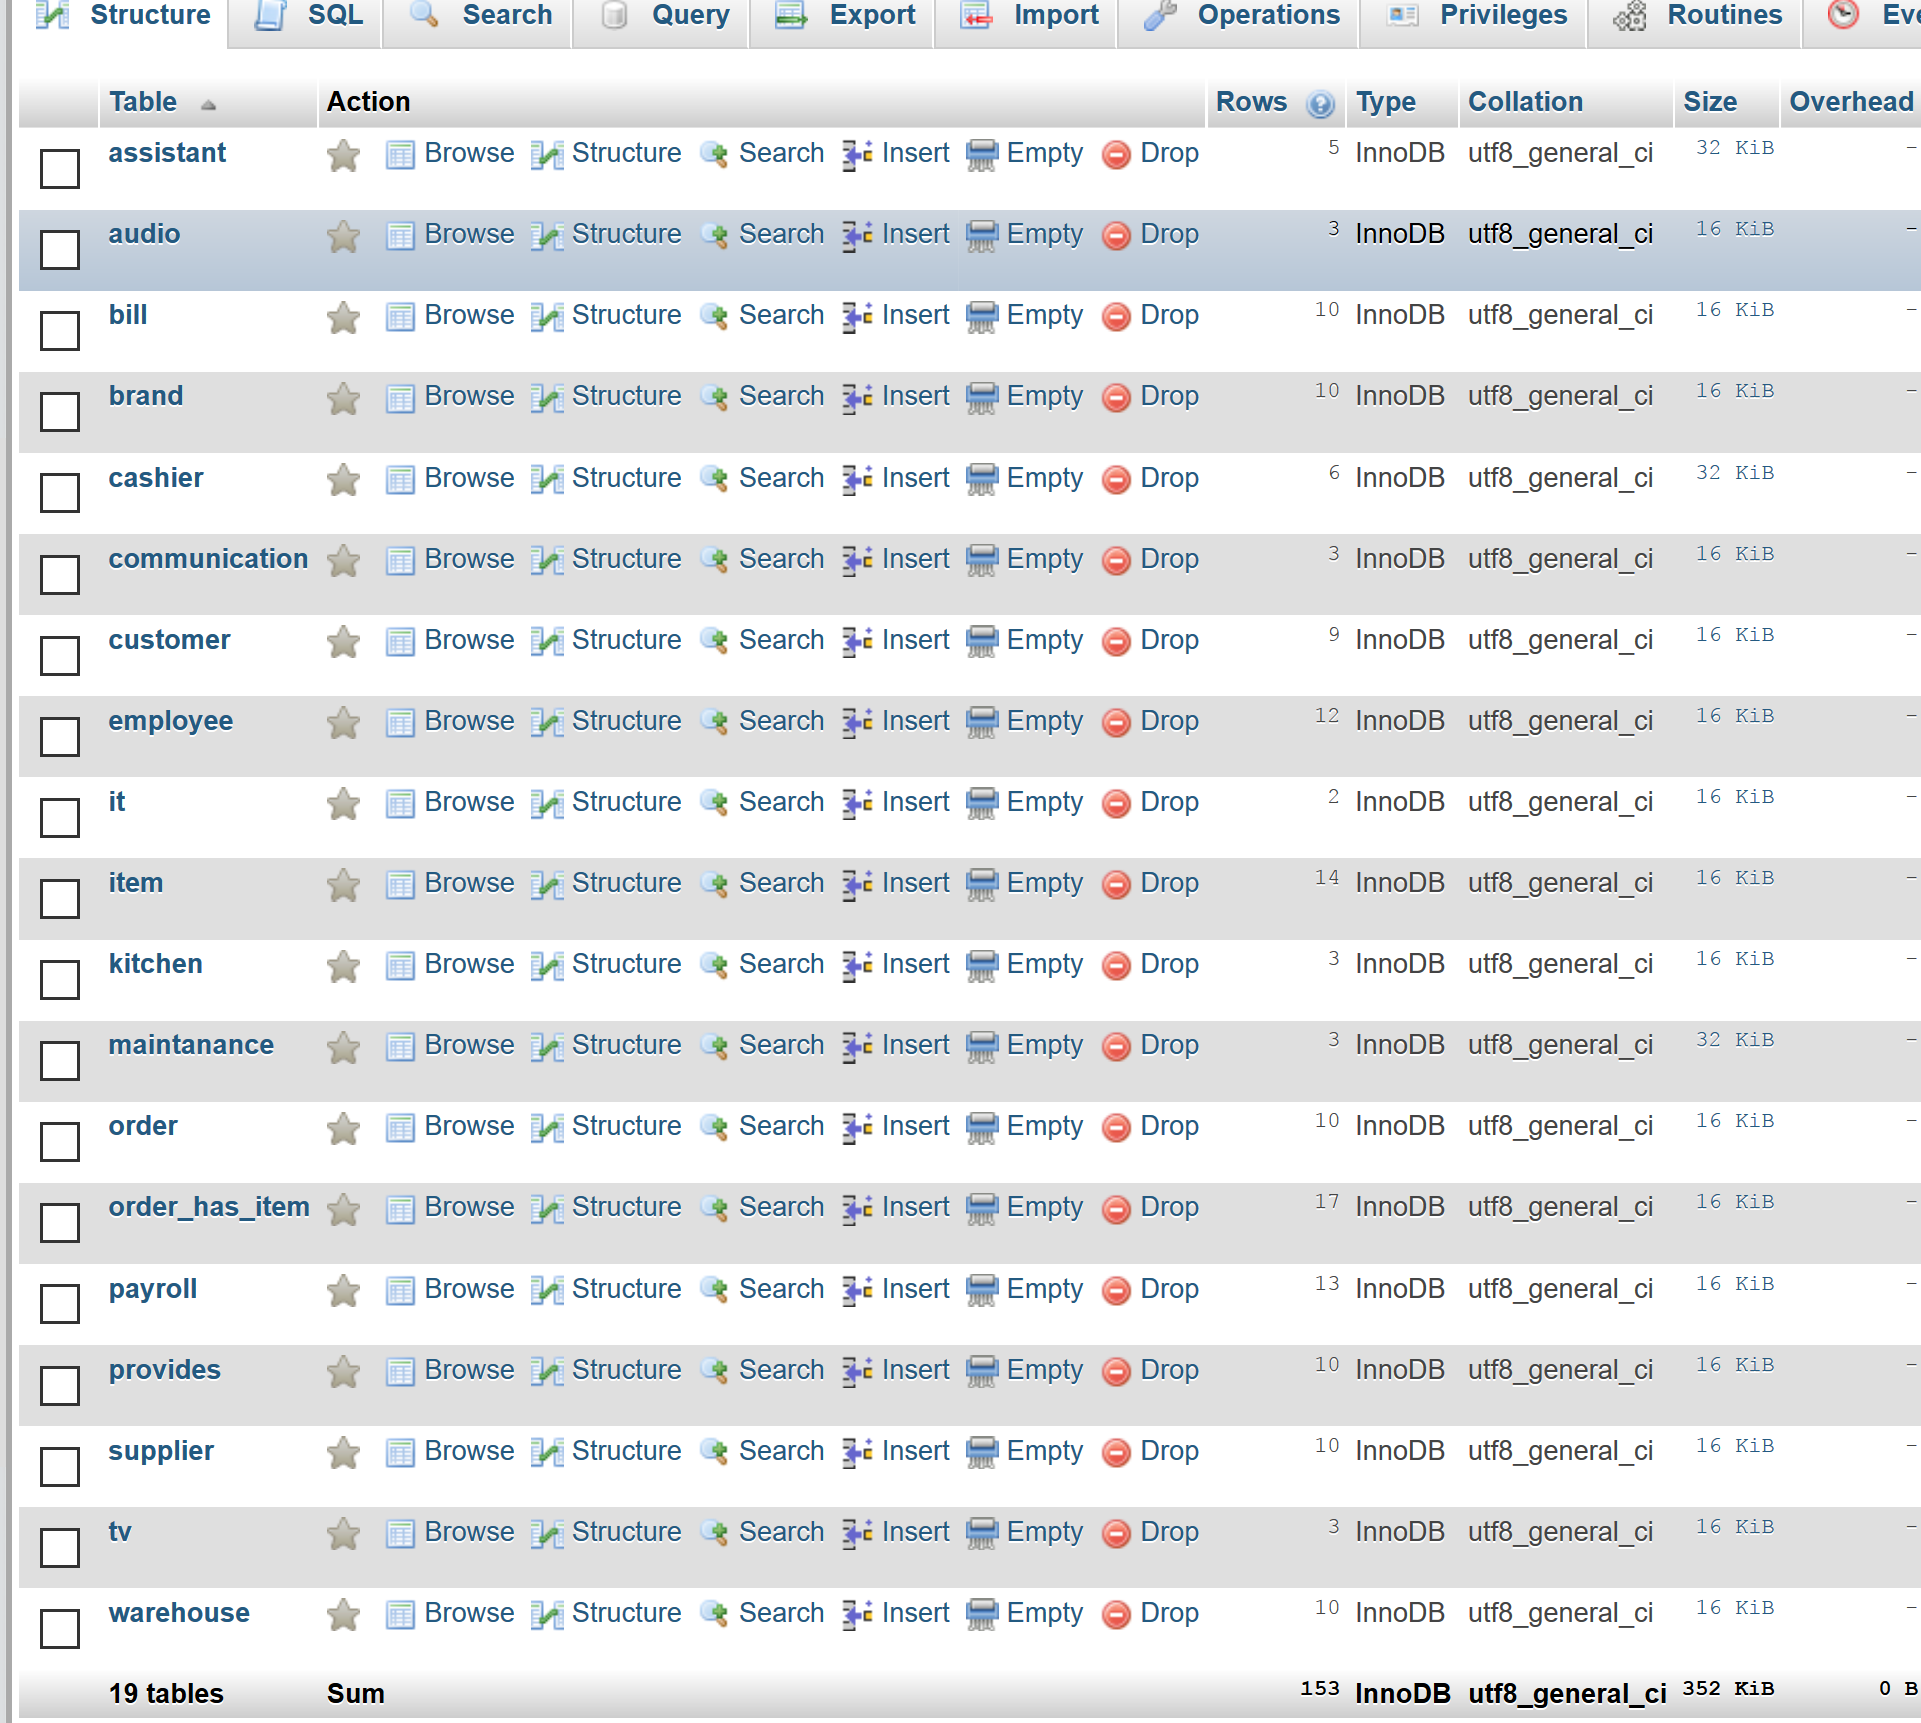 Structure SQL Search Query Export Import Operations Privileges Routines
Table Action Rows Type Collation Size Overhead
assistant Browse Structure Search Insert Empty Drop 5 InnoDB utf8_general_ci 32 KiB -
audio Browse Structure Search Insert Empty Drop 3 InnoDB utf8_general_ci 16 KiB -
bill Browse Structure Search Insert Empty Drop 10 InnoDB utf8_general_ci 16 KiB -
brand Browse Structure Search Insert Empty Drop 10 InnoDB utf8_general_ci 16 KiB -
cashier Browse Structure Search Insert Empty Drop 6 InnoDB utf8_general_ci 32 KiB -
communication Browse Structure Search Insert Empty Drop 3 InnoDB utf8_general_ci 16 KiB -
customer Browse Structure Search Insert Empty Drop 9 InnoDB utf8_general_ci 16 KiB -
employee Browse Structure Search Insert Empty Drop 12 InnoDB utf8_general_ci 16 KiB -
it Browse Structure Search Insert Empty Drop 2 InnoDB utf8_general_ci 16 KiB -
item Browse Structure Search Insert Empty Drop 14 InnoDB utf8_general_ci 16 KiB -
kitchen Browse Structure Search Insert Empty Drop 3 InnoDB utf8_general_ci 16 KiB -
maintanance Browse Structure Search Insert Empty Drop 3 InnoDB utf8_general_ci 32 KiB -
order Browse Structure Search Insert Empty Drop 10 InnoDB utf8_general_ci 16 KiB -
order_has_item Browse Structure Search Insert Empty Drop 17 InnoDB utf8_general_ci 16 KiB -
payroll Browse Structure Search Insert Empty Drop 13 InnoDB utf8_general_ci 16 KiB -
provides Browse Structure Search Insert Empty Drop 10 InnoDB utf8_general_ci 16 KiB -
supplier Browse Structure Search Insert Empty Drop 10 InnoDB utf8_general_ci 16 KiB -
tv Browse Structure Search Insert Empty Drop 3 InnoDB utf8_general_ci 16 KiB -
warehouse Browse Structure Search Insert Empty Drop 10 InnoDB utf8_general_ci 16 KiB -
19 tables Sum 153 InnoDB utf8_general_ci 352 KiB 0 B